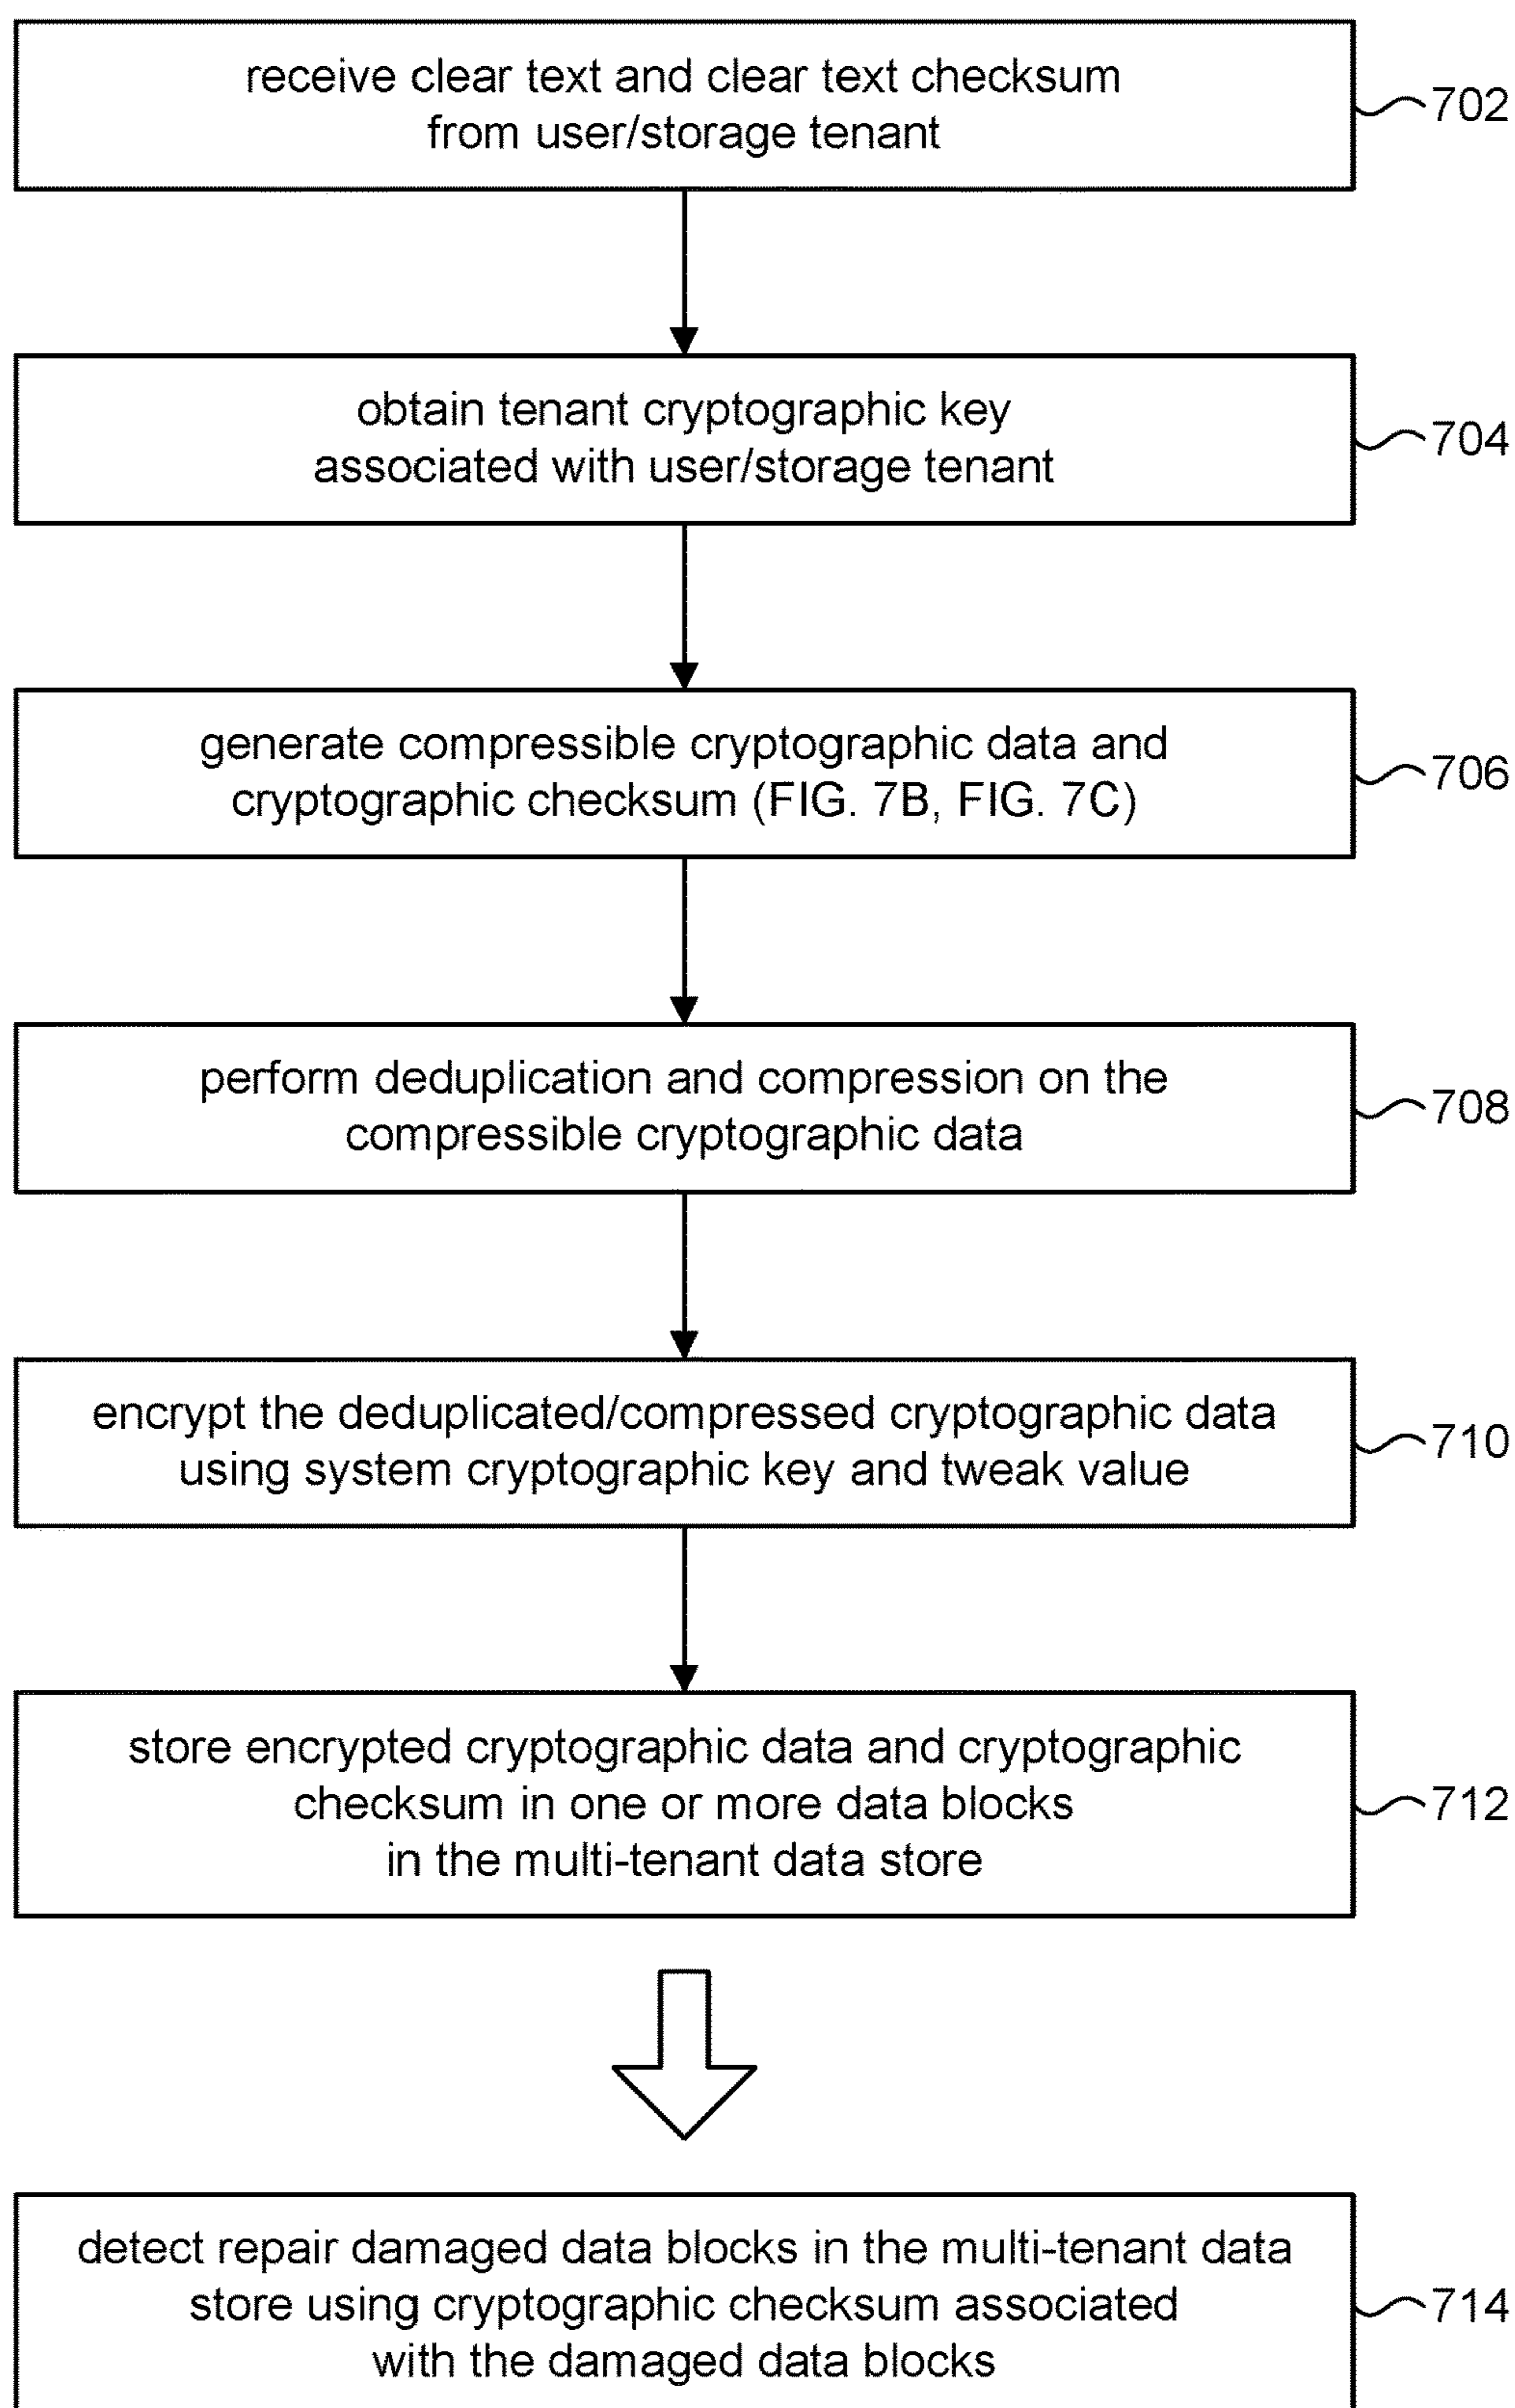 receive clear text and clear text checksum
from user/storage tenant
702
obtain tenant cryptographic key
associated with user/storage tenant
704
generate compressible cryptographic data and
cryptographic checksum (FIG. 7B, FIG. 7C)
706
perform deduplication and compression on the
compressible cryptographic data
708
encrypt the deduplicated/compressed cryptographic data
using system cryptographic key and tweak value
710
store encrypted cryptographic data and cryptographic
checksum in one or more data blocks
in the multi-tenant data store
712
detect repair damaged data blocks in the multi-tenant data
store using cryptographic checksum associated
with the damaged data blocks
714